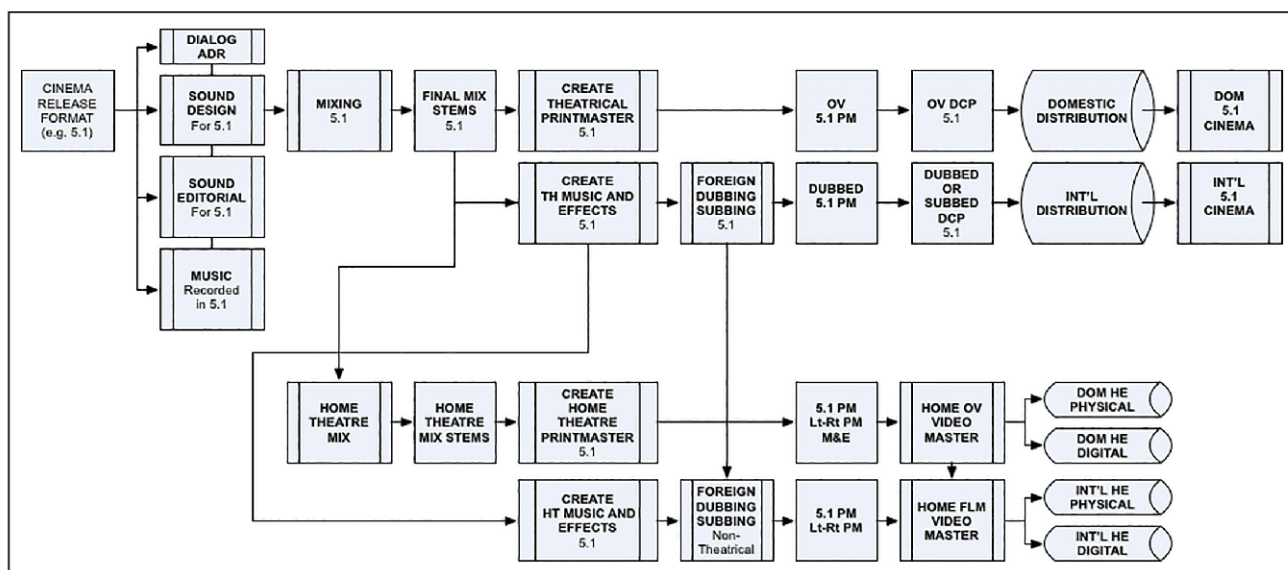 CINEMA
RELEASE
FORMAT
(e.g. 5.1)
DIALOG
ADR
SOUND
DESIGN
For 5.1
SOUND
EDITORIAL
For 5.1
MUSIC
Recorded
in 5.1
MIXING
5.1
FINAL MIX
STEMS
5.1
CREATE
THEATRICAL
PRINTMASTER
5.1
OV
5.1 PM
OV DCP
5.1
DOMESTIC
DISTRIBUTION
DOM
5.1
CINEMA
CREATE
TH MUSIC AND
EFFECTS
5.1
FOREIGN
DUBBING
SUBBING
5.1
DUBBED
5.1 PM
DUBBED
OR
SUBBED
DCP
5.1
INT'L
DISTRIBUTION
INT'L
5.1
CINEMA
HOME
THEATRE
MIX
HOME
THEATRE
MIX STEMS
CREATE
HOME
THEATRE
PRINTMASTER
5.1
5.1 PM
Lt-Rt PM
M&E
HOME OV
VIDEO
MASTER
DOM HE
PHYSICAL
DOM HE
DIGITAL
CREATE
HT MUSIC AND
EFFECTS
5.1
FOREIGN
DUBBING
SUBBING
Non-
Theatrical
5.1 PM
Lt-Rt PM
HOME FLM
VIDEO
MASTER
INT'L HE
PHYSICAL
INT'L HE
DIGITAL